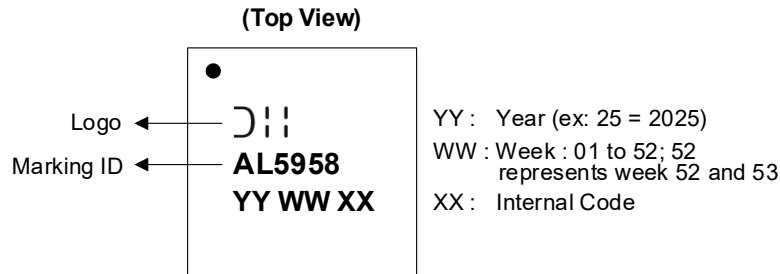 (Top View)
Logo
Marking ID
AL5958
YY WW XX
YY : Year (ex: 25 = 2025)
WW : Week : 01 to 52; 52
represents week 52 and 53
XX : Internal Code